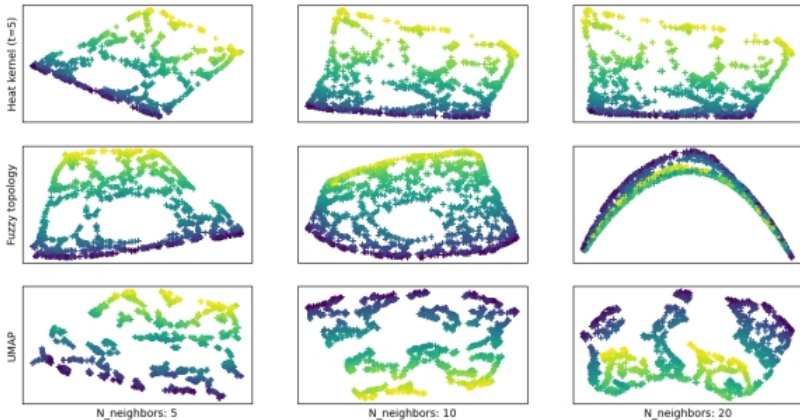 Heat kernel (t=5)
Fuzzy topology
UMAP
N_neighbors: 5
N_neighbors: 10
N_neighbors: 20